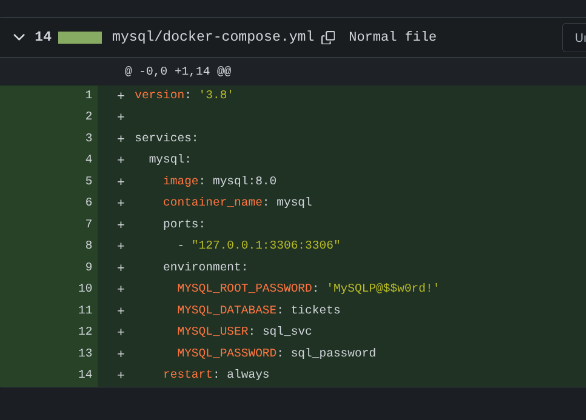 14 mysql/docker-compose.yml Normal file
@ -0,0 +1,14 @@
1 + version: '3.8'
2 +
3 + services:
4 +   mysql:
5 +     image: mysql:8.0
6 +     container_name: mysql
7 +     ports:
8 +       - "127.0.0.1:3306:3306"
9 +     environment:
10 +       MYSQL_ROOT_PASSWORD: 'MySQLP@$$w0rd!'
11 +       MYSQL_DATABASE: tickets
12 +       MYSQL_USER: sql_svc
13 +       MYSQL_PASSWORD: sql_password
14 +     restart: always